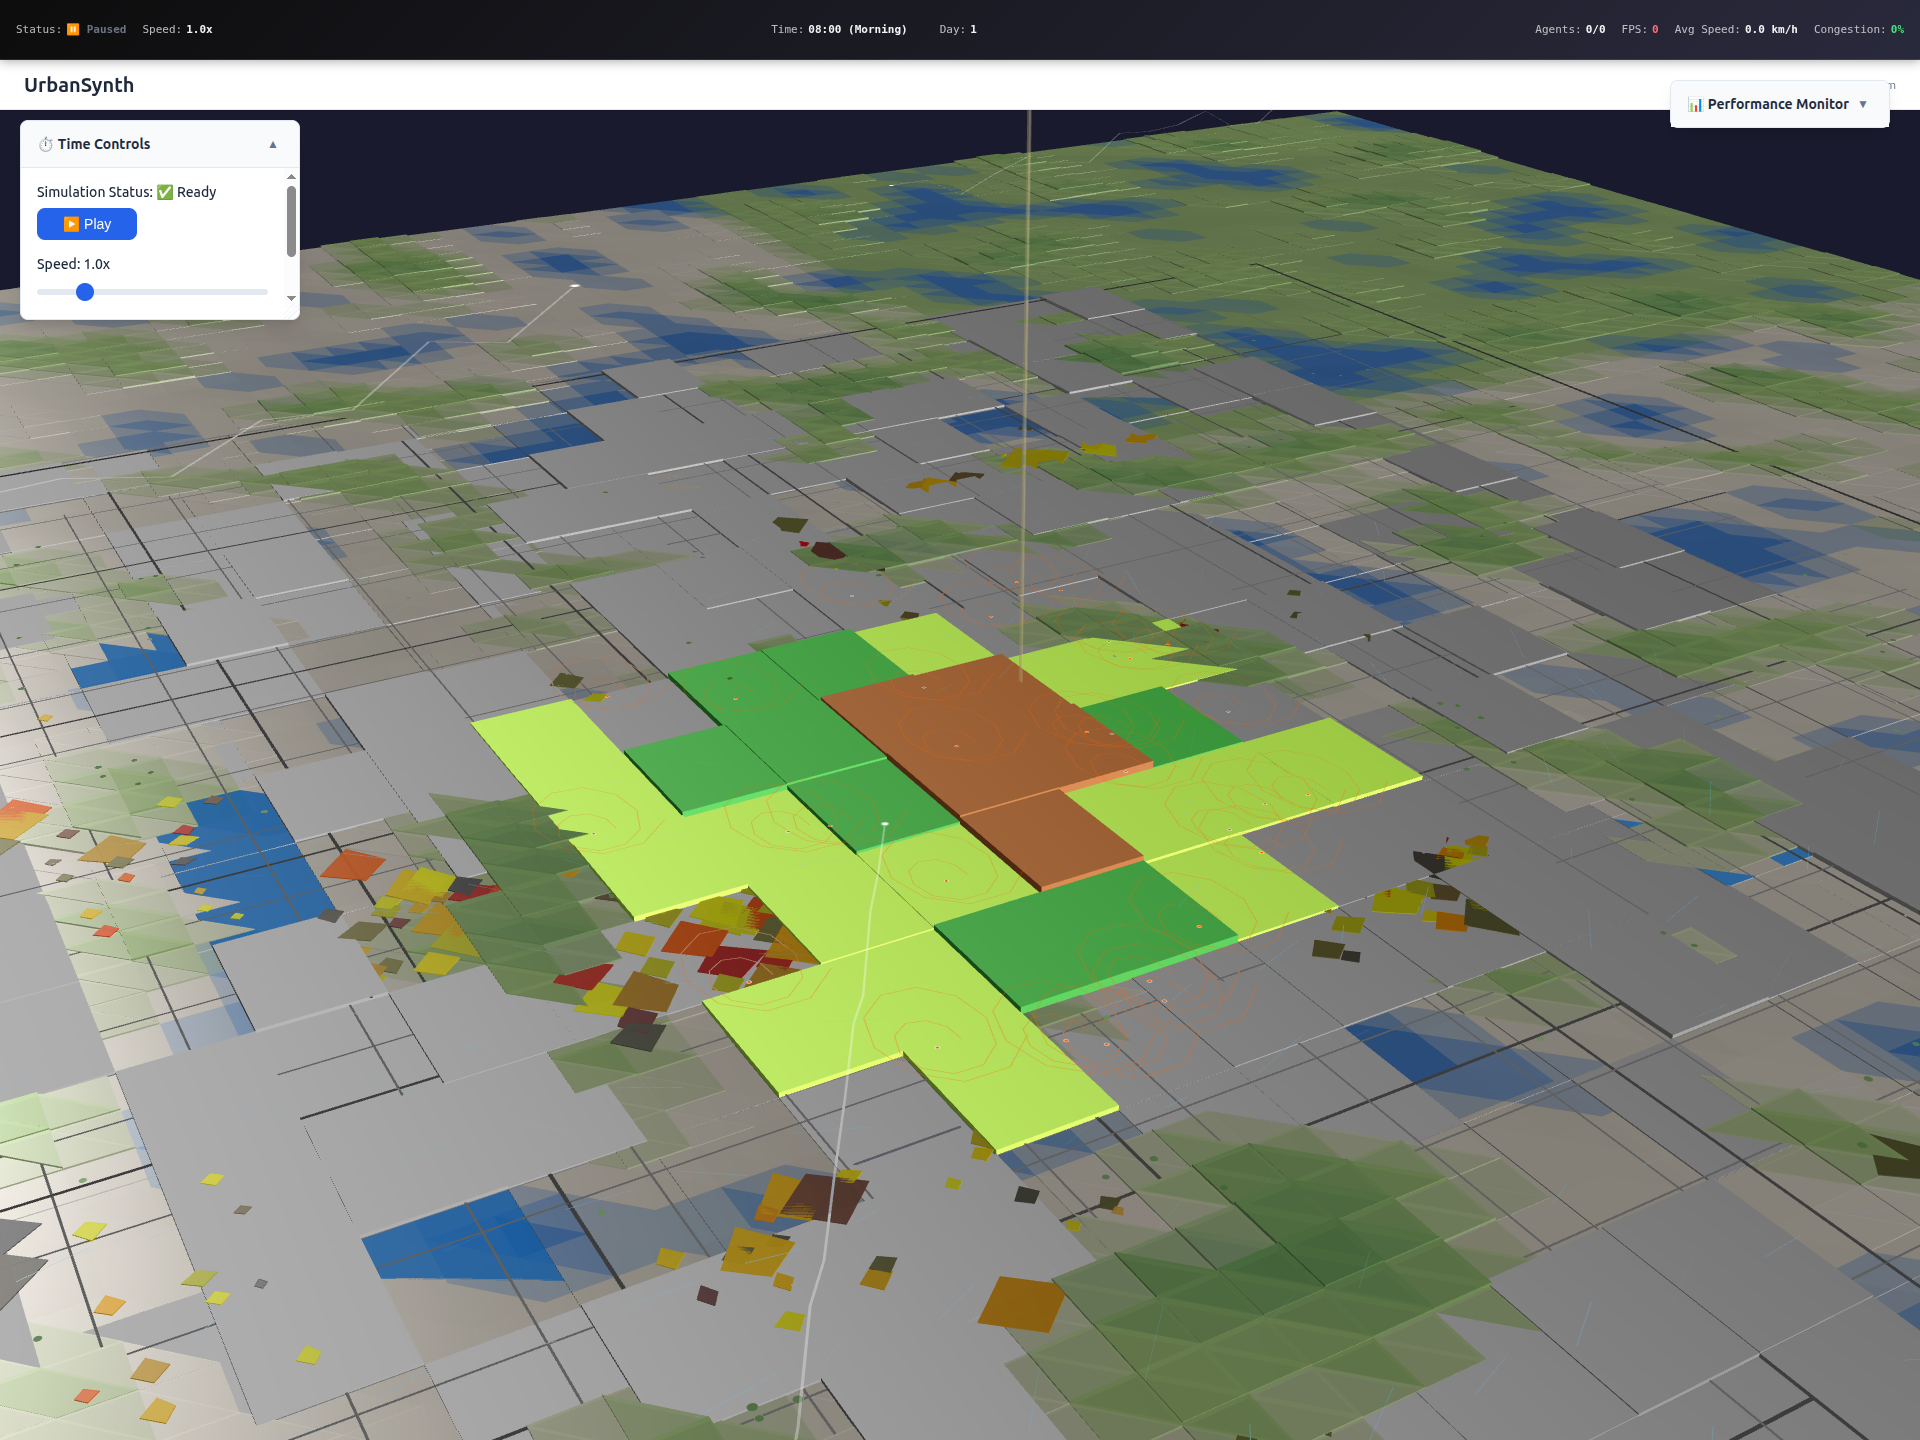 Status: ⏸️ Paused Speed: 1.0x Time: 08:00 (Morning) Day: 1 Agents: 0/0 FPS: 0 Avg Speed: 0.0 km/h Congestion: 0%
UrbanSynth
📊 Performance Monitor ▼
⏱️ Time Controls ▲
Simulation Status: ✅ Ready
▶️ Play
Speed: 1.0x